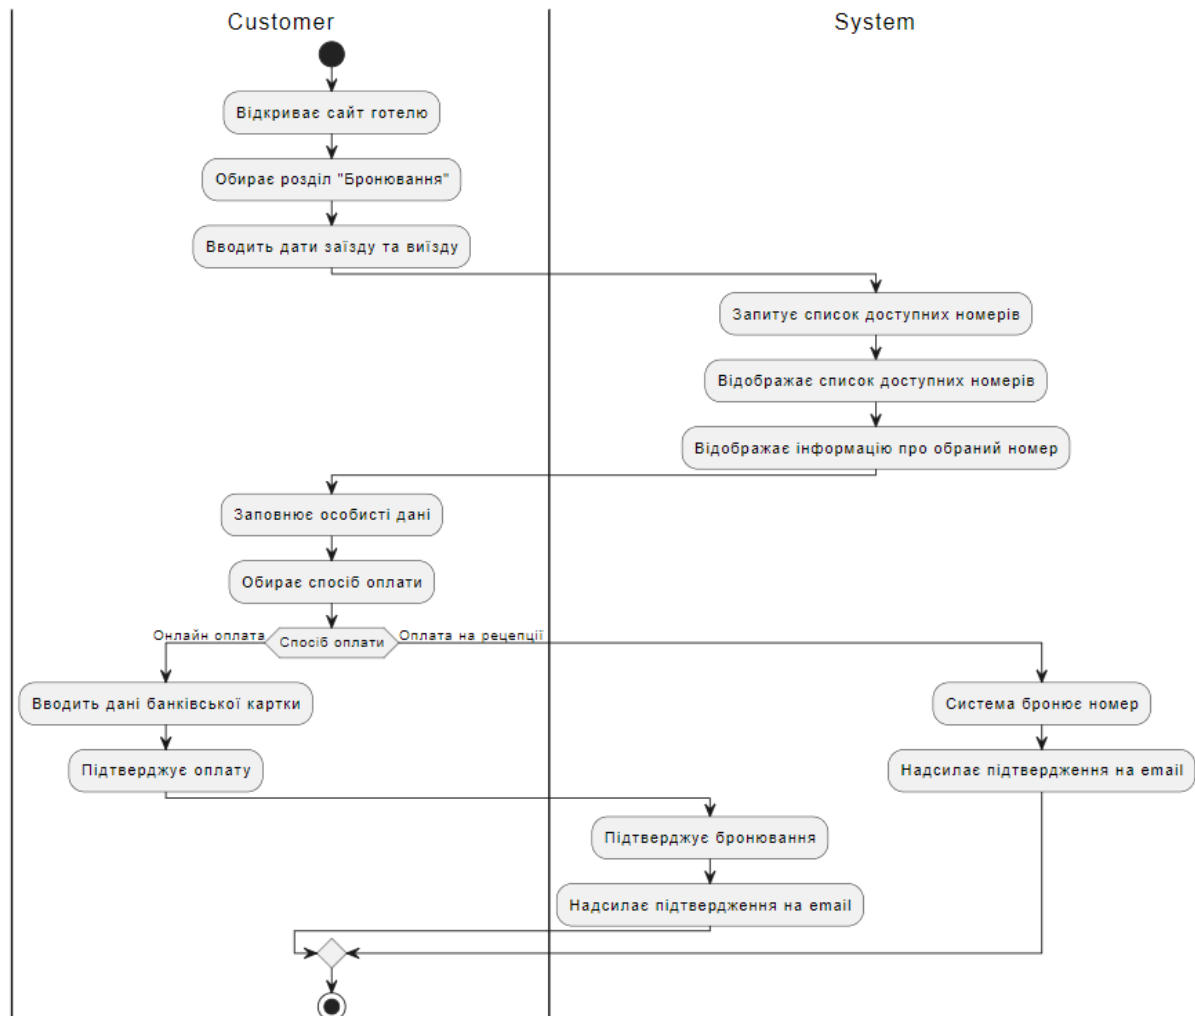 Customer
System
Відкриває сайт готелю
Обирає розділ "Бронювання"
Вводить дати заїзду та виїзду
Запитує список доступних номерів
Відображає список доступних номерів
Відображає інформацію про обраний номер
Заповнює особисті дані
Обирає спосіб оплати
Онлайн оплата
Спосіб оплати
Оплата на рецепції
Вводить дані банківської картки
Система бронює номер
Підтверджує оплату
Надсилає підтвердження на email
Підтверджує бронювання
Надсилає підтвердження на email